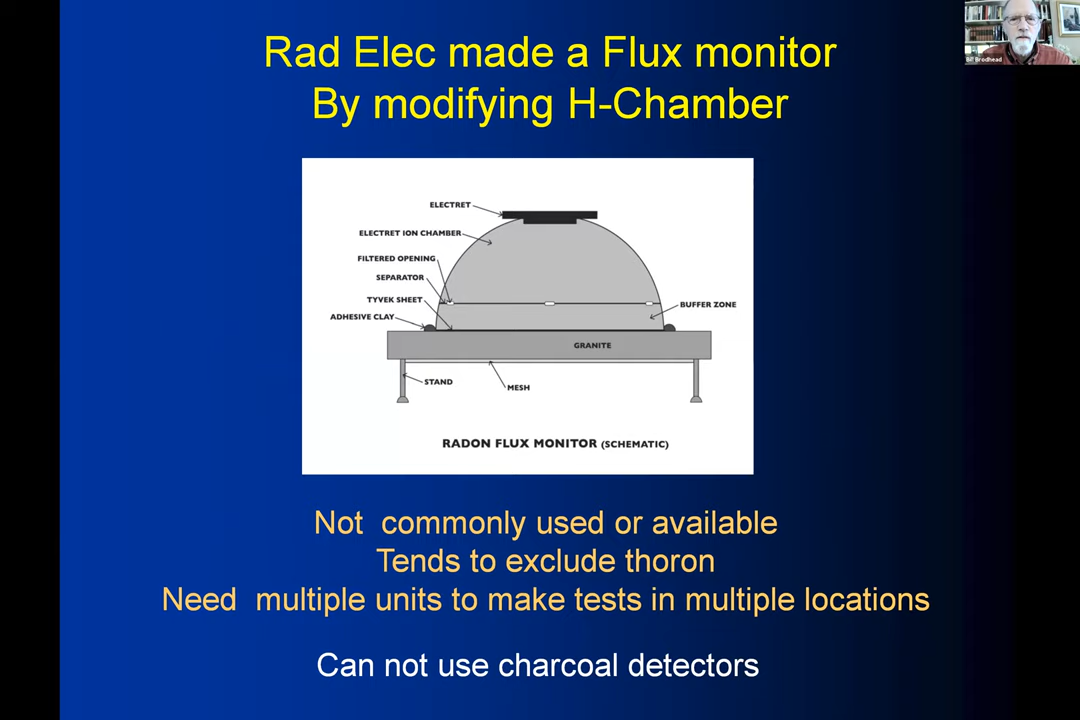 Rad Elec made a Flux monitor
By modifying H-Chamber
Bill Brodhead
ELECTRET
ELECTRET ION CHAMBER
FILTERED OPENING
SEPARATOR
TYVEK SHEET
ADHESIVE CLAY
BUFFER ZONE
GRANITE
STAND
MESH
RADON FLUX MONITOR (SCHEMATIC)
Not commonly used or available
Tends to exclude thoron
Need multiple units to make tests in multiple locations
Can not use charcoal detectors